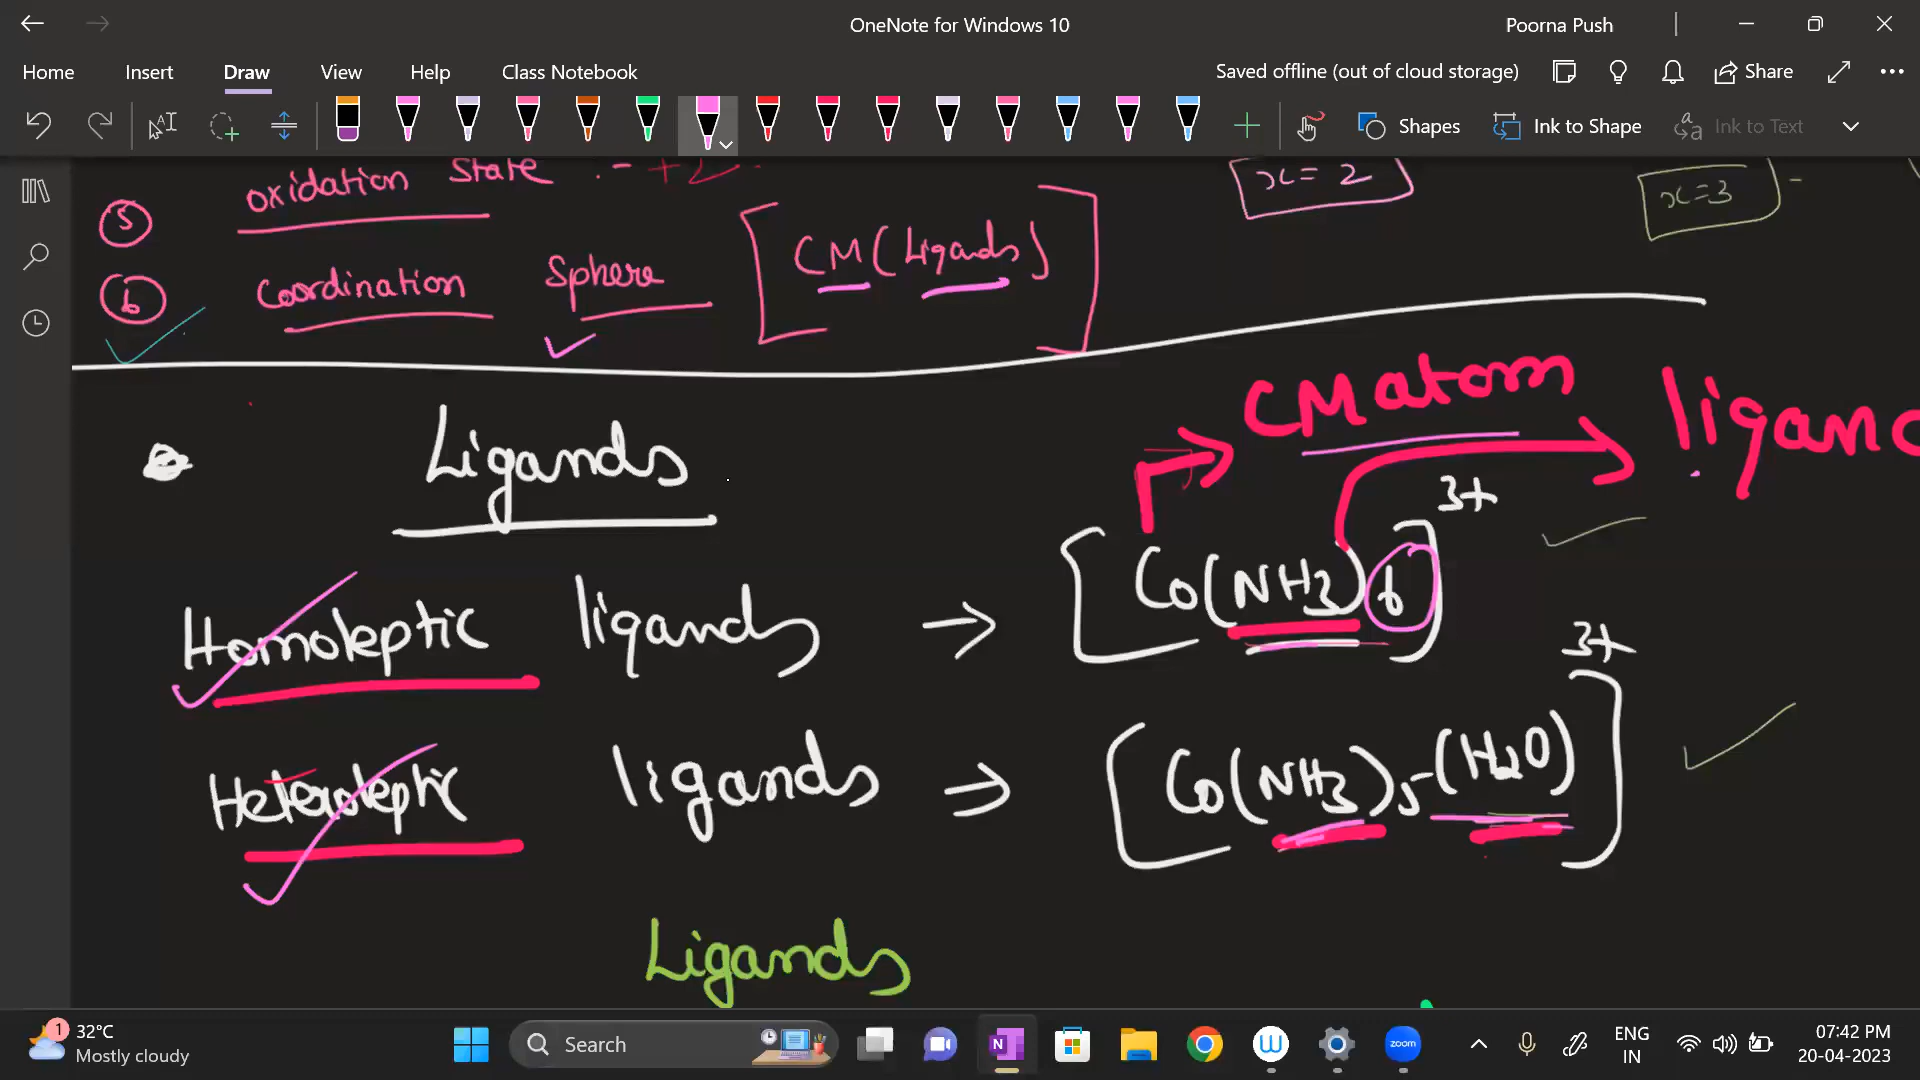 OneNote for Windows 10
Poorna Push
Home Insert Draw View Help Class Notebook
Saved offline (out of cloud storage)
Share
Shapes
Ink to Shape
Ink to Text
5 oxidation state :- +2
x = 2
x=3
6 Coordination Sphere [CM(Ligands)]
CM atom
ligand
Ligands
Homoleptic ligands → [Co(NH3)6]3+
Heteroleptic ligands ⇒ [Co(NH3)5-(H2O)]3+
Ligands
1
32°C
Mostly cloudy
Search
zoom
ENG
IN
07:42 PM
20-04-2023